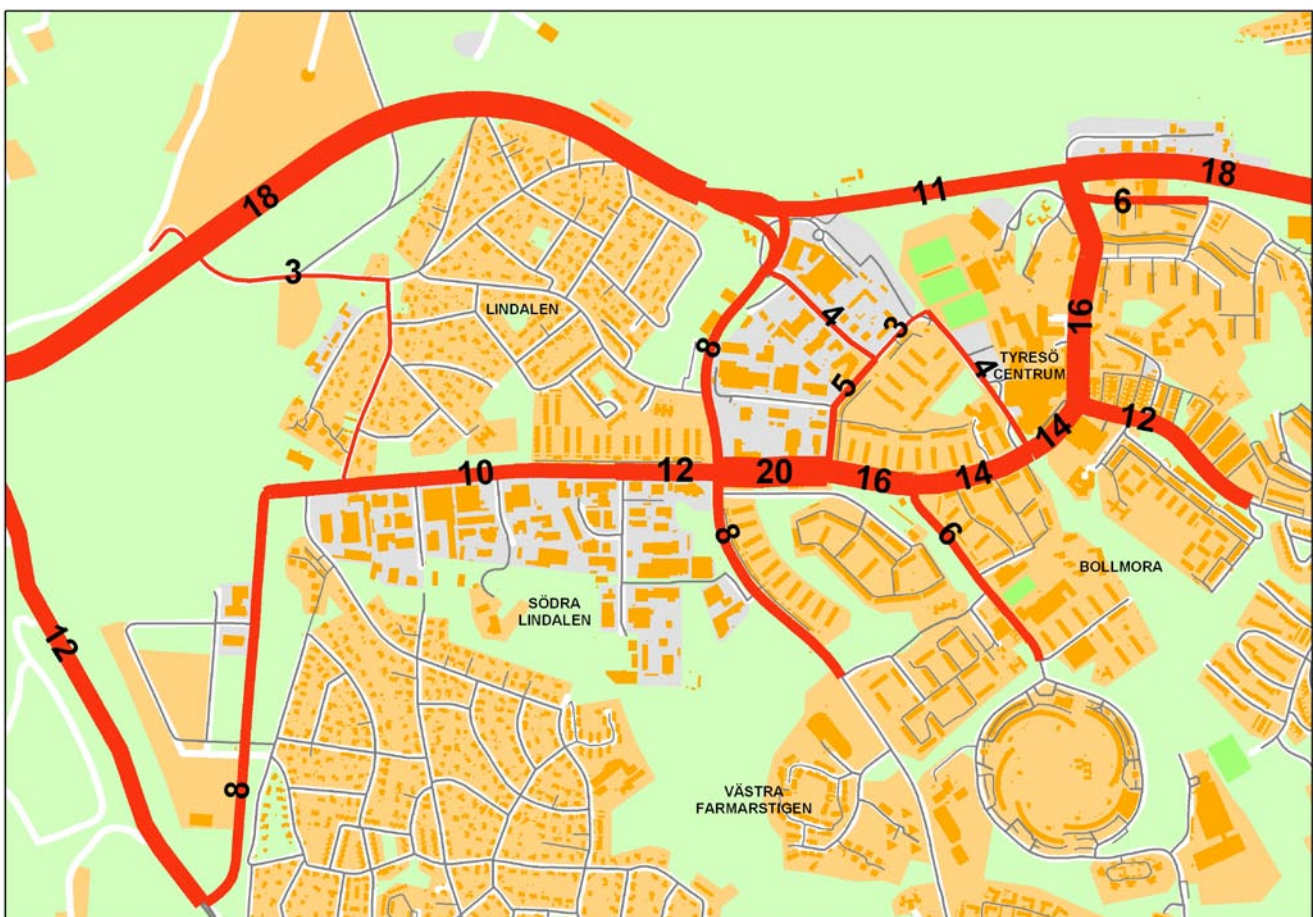 18
11
18
6
3
LINDALEN
8
4
3
16
5
4
TYRESÖ
CENTRUM
12
14
10
12
20
16
14
8
6
BOLLMORA
SÖDRA
LINDALEN
12
8
VÄSTRA
FARMARSTIGEN